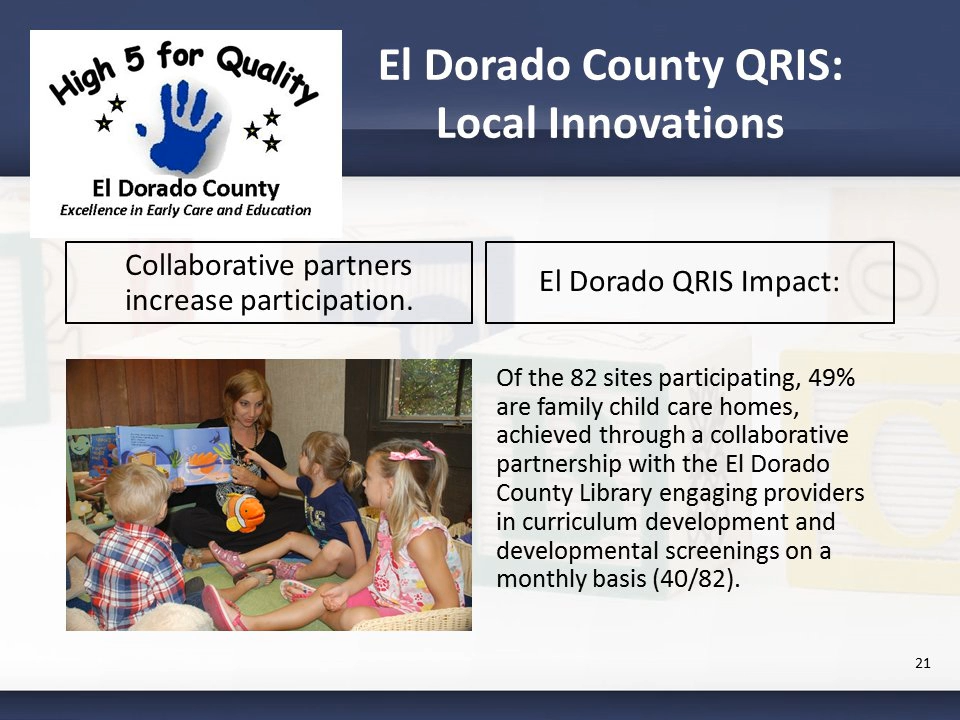 High 5 for Quality
El Dorado County
Excellence in Early Care and Education
El Dorado County QRIS:
Local Innovations
Collaborative partners
increase participation.
El Dorado QRIS Impact:
Of the 82 sites participating, 49%
are family child care homes,
achieved through a collaborative
partnership with the El Dorado
County Library engaging providers
in curriculum development and
developmental screenings on a
monthly basis (40/82).
21